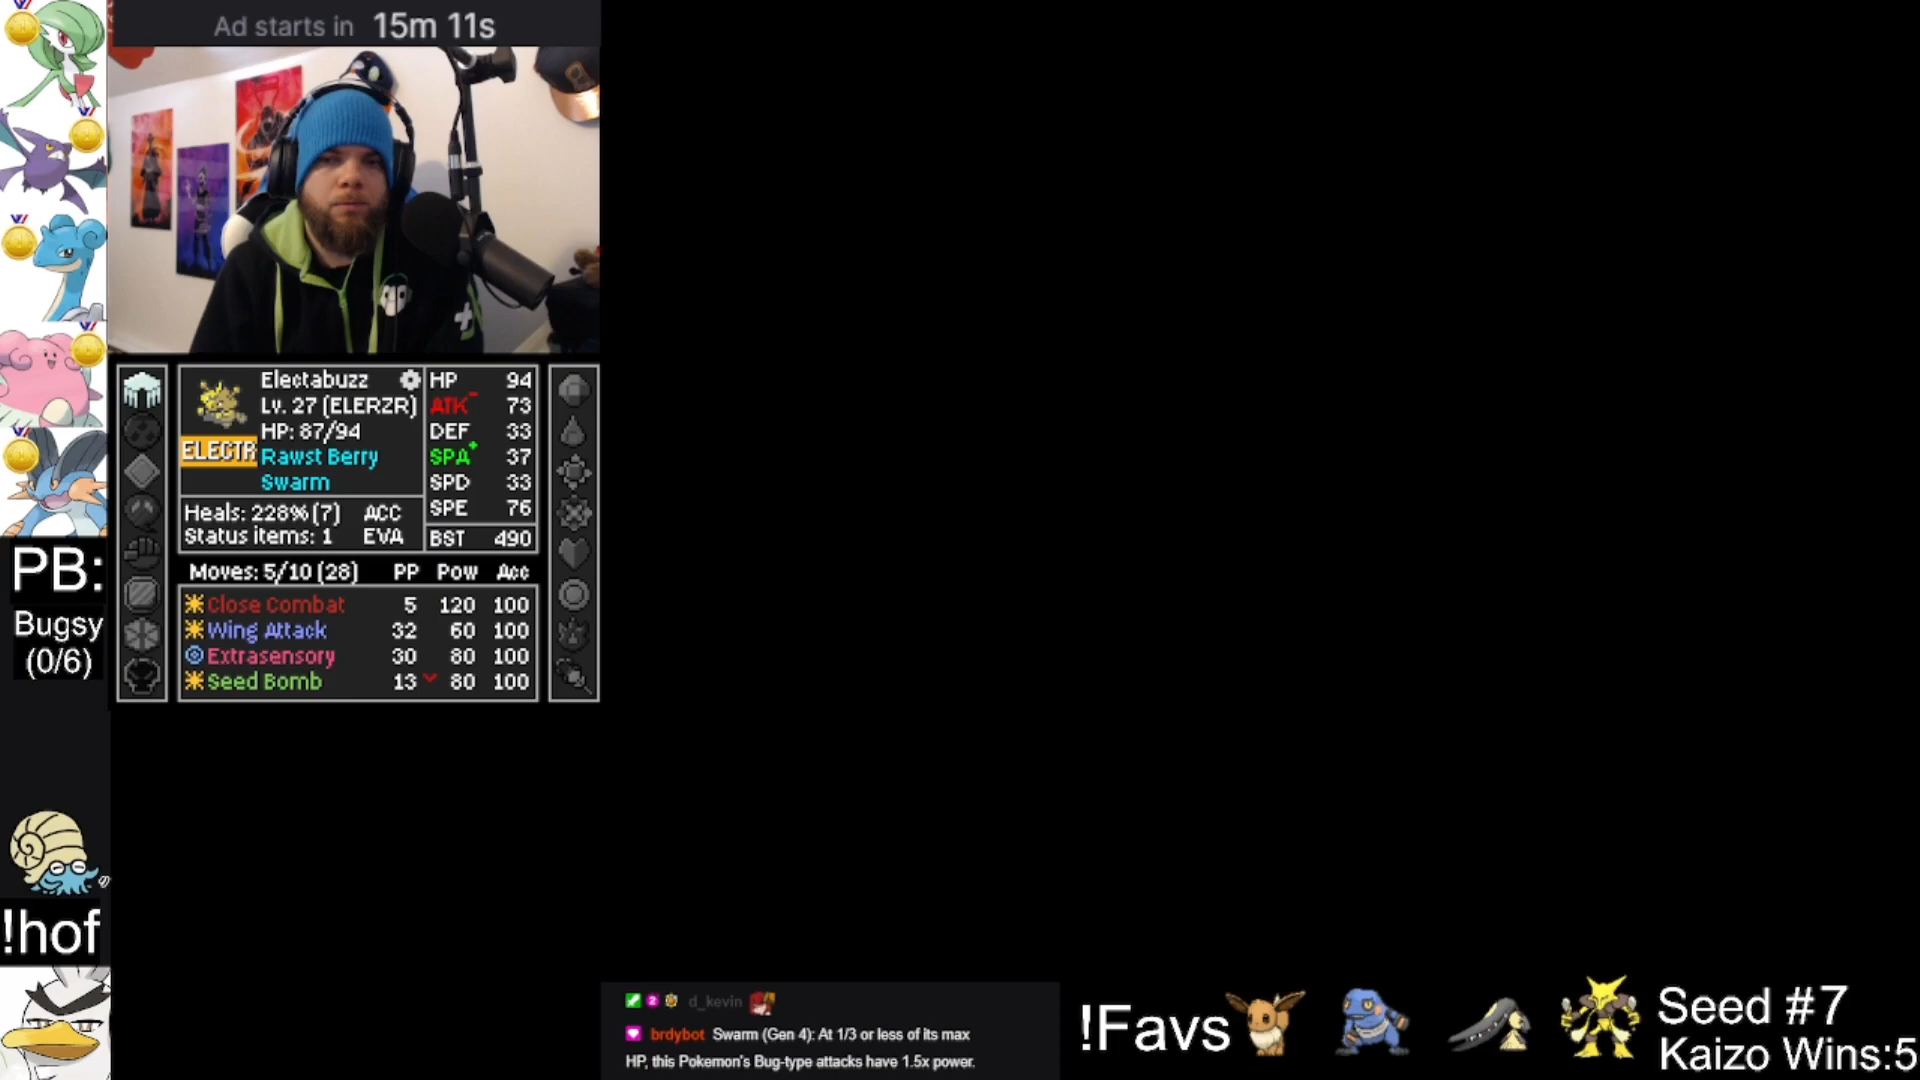 Ad starts in 15m 11s
Electabuzz
Lv. 27 (ELERZR)
HP: 87/94
ELECTR
Rawst Berry
Swarm
Heals: 228% (7) ACC
Status items: 1 EVA
HP 94
ATK- 73
DEF 33
SPA+ 37
SPD 33
SPE 76
BST 490
Moves: 5/10 (28) PP Pow Acc
Close Combat 5 120 100
Wing Attack 32 60 100
Extrasensory 30 80 100
Seed Bomb 13 80 100
PB:
Bugsy
(0/6)
!hof
2 d_kevin
brdybot Swarm (Gen 4): At 1/3 or less of its max
HP, this Pokemon's Bug-type attacks have 1.5x power.
!Favs
Seed #7
Kaizo Wins:5